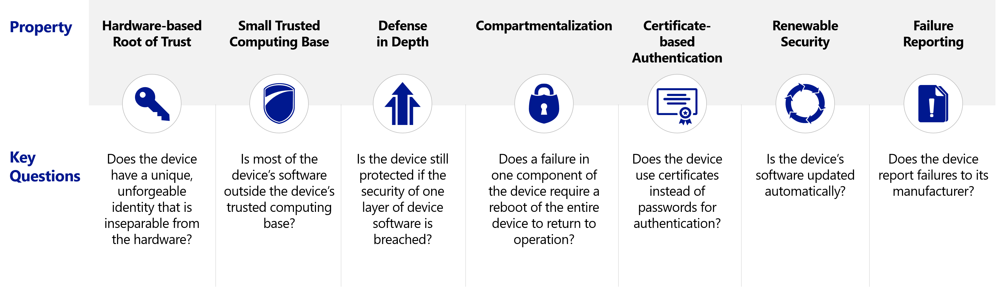 Property
Hardware-based
Root of Trust
Small Trusted
Computing Base
Defense
in Depth
Compartmentalization
Certificate-
based
Authentication
Renewable
Security
Failure
Reporting
Key
Questions
Does the device
have a unique,
unforgeable
identity that is
inseparable from
the hardware?
Is most of the
device’s software
outside the device’s
trusted computing
base?
Is the device still
protected if the
security of one
layer of device
software is
breached?
Does a failure in
one component of
the device require a
reboot of the entire
device to return to
operation?
Does the device
use certificates
instead of
passwords for
authentication?
Is the device’s
software updated
automatically?
Does the device
report failures to its
manufacturer?